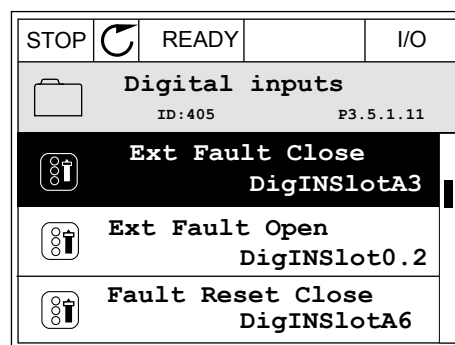 STOP READY I/O
Digital inputs
ID:405 P3.5.1.11
Ext Fault Close
DigINSlotA3
Ext Fault Open
DigINSlot0.2
Fault Reset Close
DigINSlotA6